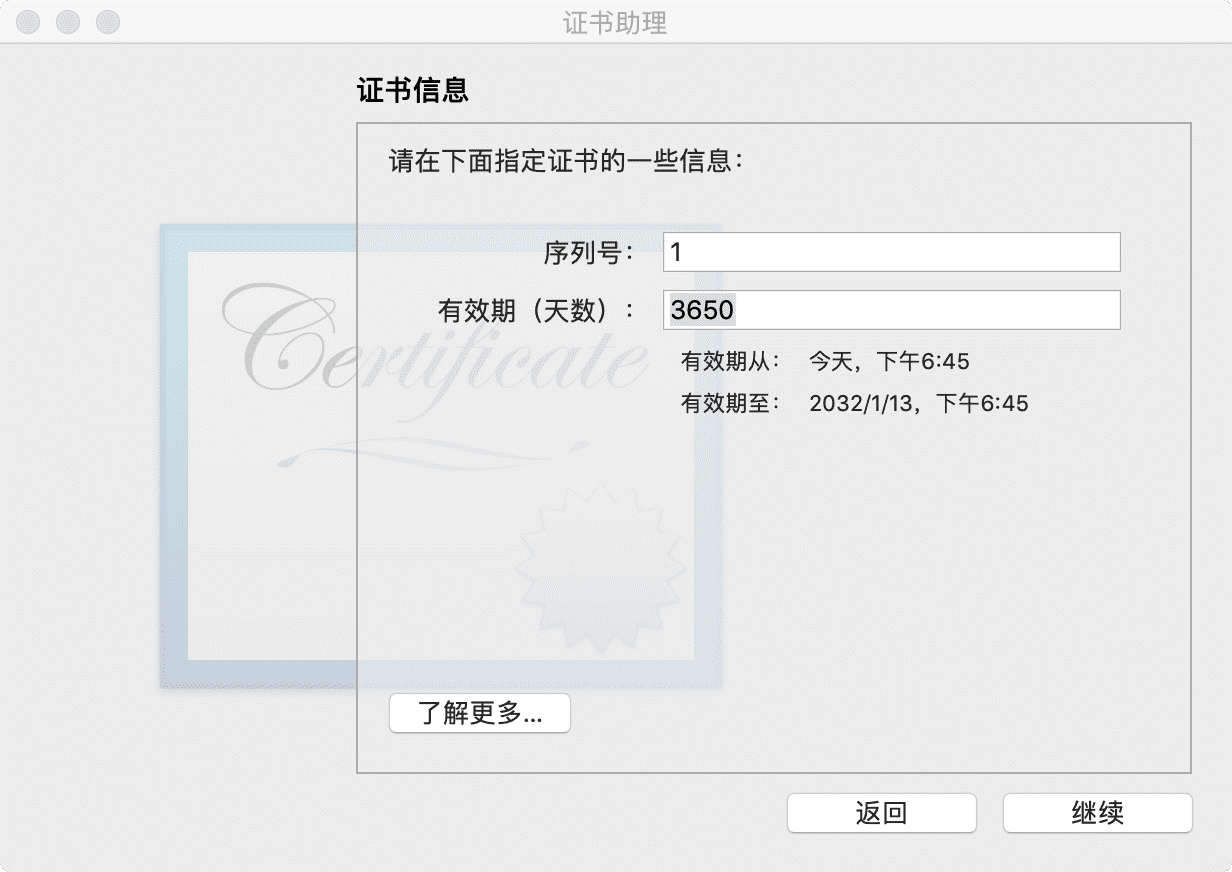 证书助理
证书信息
请在下面指定证书的一些信息：
序列号： 1
有效期（天数）： 3650
有效期从： 今天，下午6:45
有效期至： 2032/1/13，下午6:45
Certificate
了解更多...
返回 继续